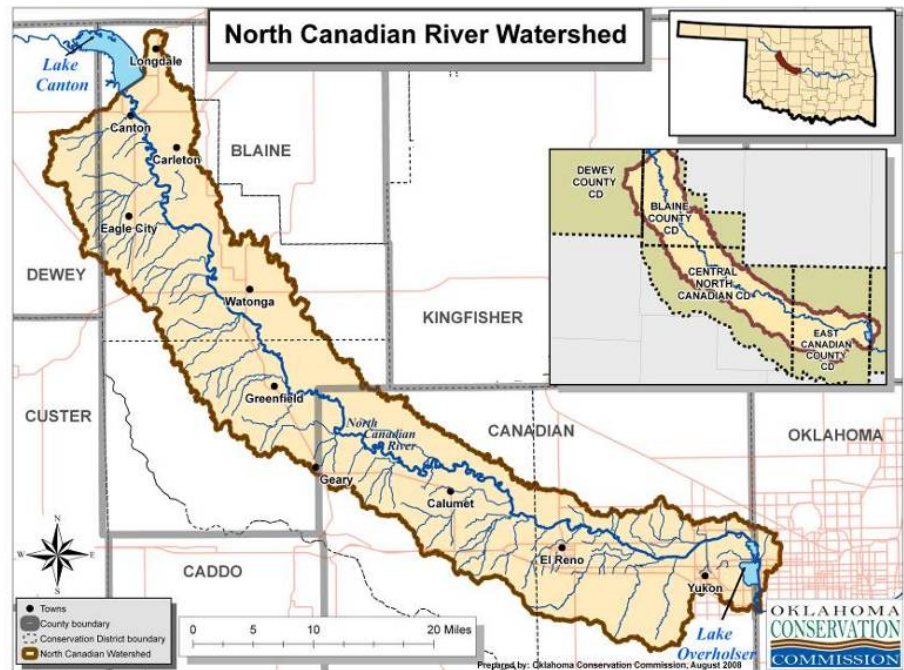 North Canadian River Watershed
Lake
Canton
Longdale
Canton
Carleton
BLAINE
Eagle City
DEWEY
Watonga
KINGFISHER
CUSTER
Greenfield
North
Canadian
River
CANADIAN
OKLAHOMA
Geary
Calumet
El Reno
Yukon
CADDO
Lake
Overholser
DEWEY
COUNTY
CD
BLAINE
COUNTY
CD
CENTRAL
NORTH
CANADIAN CD
EAST
CANADIAN
COUNTY
CD
N
W
E
S
Towns
County boundary
Conservation District boundary
North Canadian Watershed
0 5 10 20 Miles
Prepared by: Oklahoma Conservation Commission, August 2008
OKLAHOMA
CONSERVATION
COMMISSION